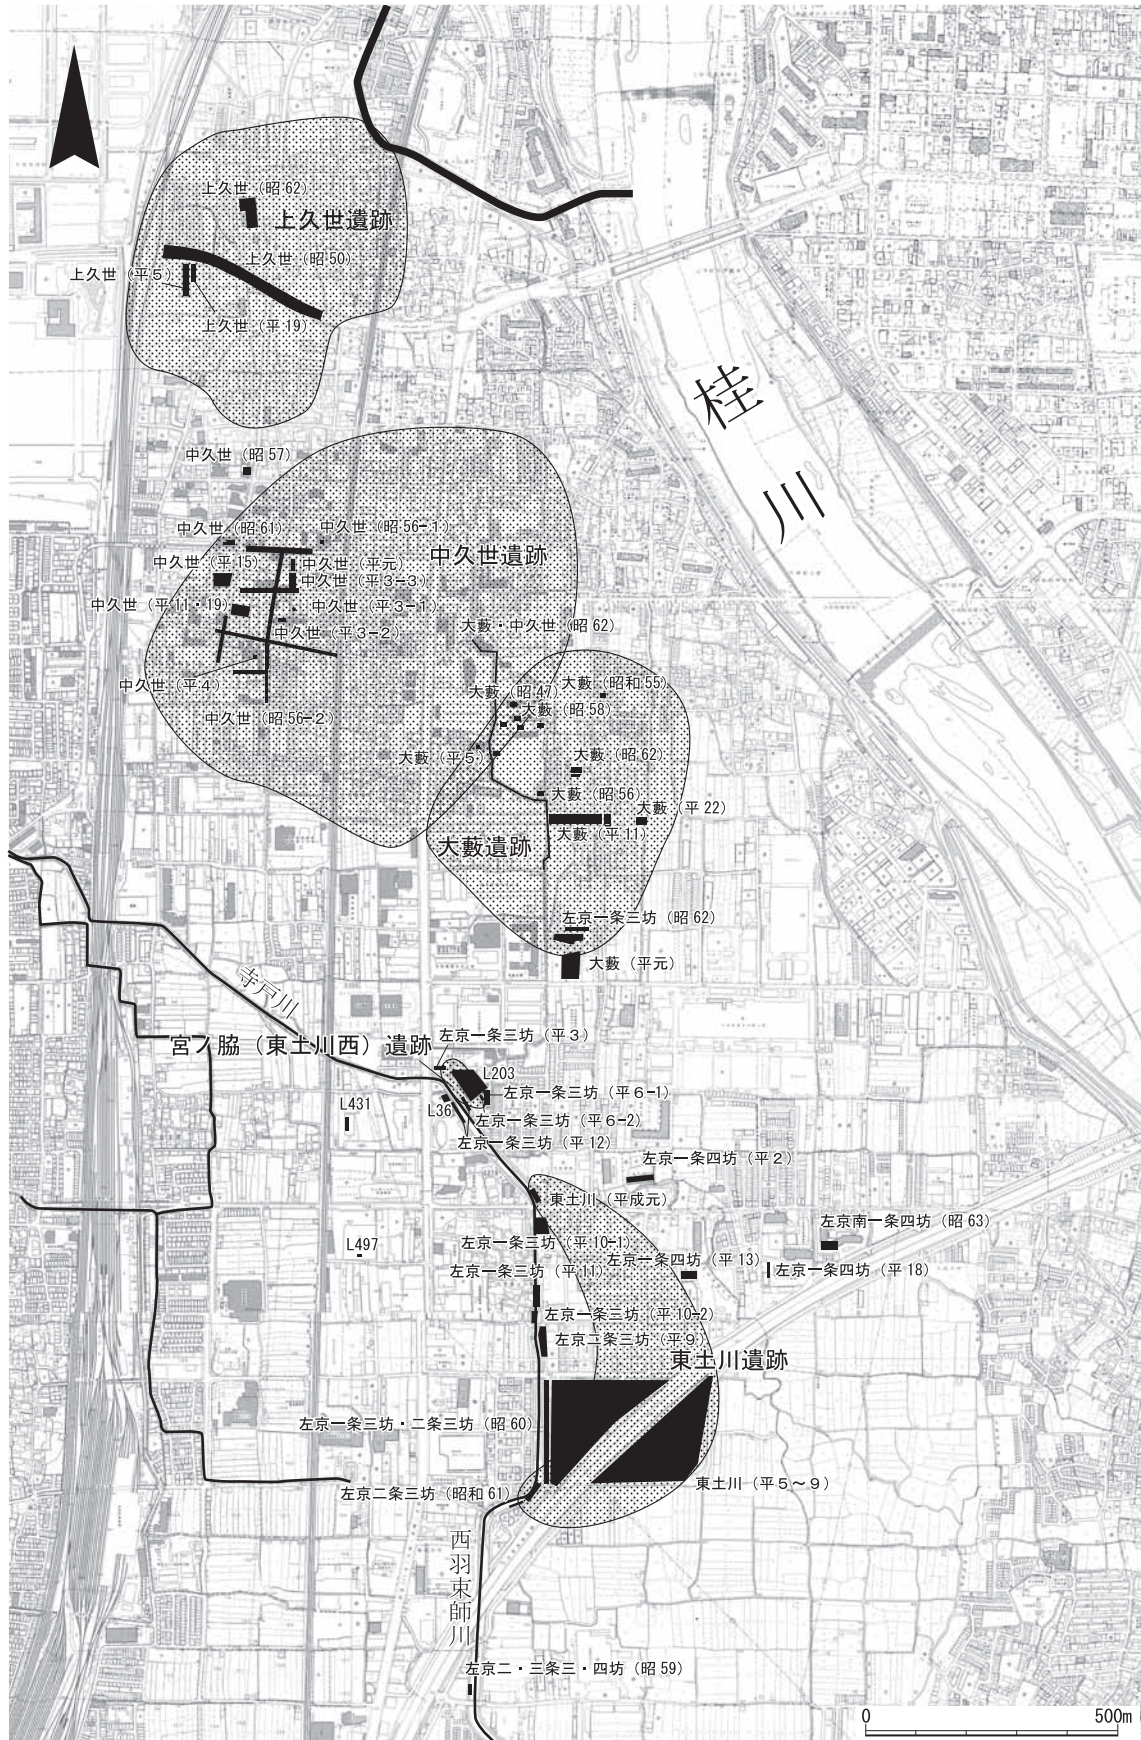 上久世（昭62）
上久世遺跡
上久世（昭50）
上久世（平５）
上久世（平19）
桂川
中久世（昭57）
中久世（昭61）
中久世（昭56-1）
中久世遺跡
中久世（平15）
中久世（平元）
中久世（平３-３）
中久世（平11・19）
中久世（平３-１）
中久世（平３-２）
大藪・中久世（昭62）
中久世（平４）
中久世（昭56-2）
大藪（昭47）
大藪（昭和55）
大藪（昭58）
大藪（平５）
大藪（昭62）
大藪（昭56）
大藪（平22）
大藪（平11）
大藪遺跡
左京一条三坊（昭62）
大藪（平元）
寺戸川
宮ノ脇（東土川西）遺跡
左京一条三坊（平３）
L203
左京一条三坊（平６-1）
L36
左京一条三坊（平６-2）
L431
左京一条三坊（平12）
左京一条四坊（平２）
東土川（平成元）
左京南一条四坊（昭63）
左京一条三坊（平10-1）
L497
左京一条四坊（平13）
左京一条四坊（平18）
左京一条三坊（平11）
左京一条三坊（平10-2）
左京二条三坊（平９）
東土川遺跡
左京一条三坊・二条三坊（昭60）
東土川（平５～９）
左京二条三坊（昭和61）
西羽束師川
左京二・三条三・四坊（昭59）
0
500m